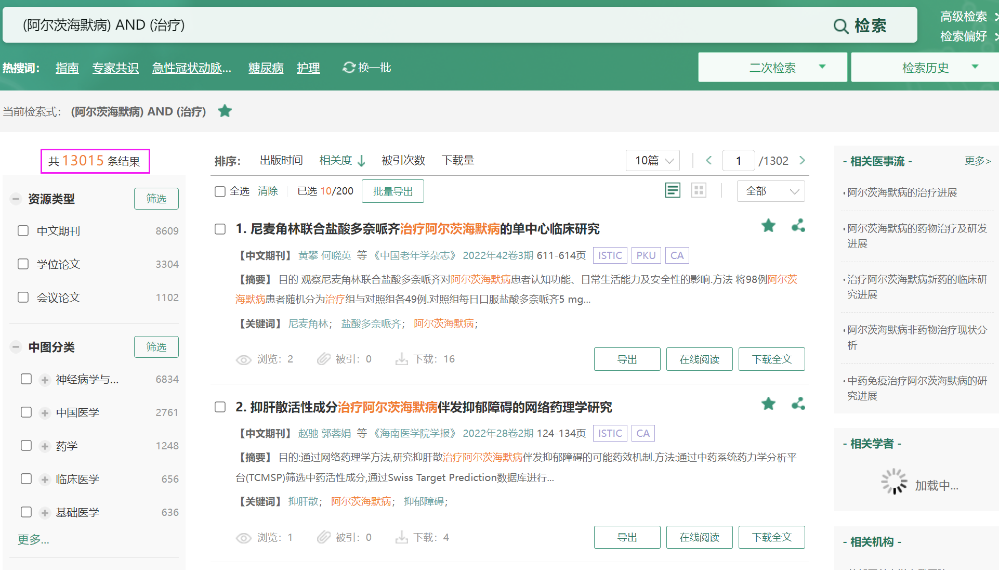 (阿尔茨海默病) AND (治疗)
检索
高级检索
检索偏好
热搜词： 指南 专家共识 急性冠状动脉... 糖尿病 护理 换一批
二次检索 检索历史
当前检索式： (阿尔茨海默病) AND (治疗)
共 13015 条结果
资源类型 筛选
中文期刊 8609
学位论文 3304
会议论文 1102
中图分类 筛选
神经病学与... 6834
中国医学 2761
药学 1248
临床医学 656
基础医学 636
更多...
排序： 出版时间 相关度 被引次数 下载量 10篇 1 /1302
全选 清除 已选 10/200 批量导出 全部
1. 尼麦角林联合盐酸多奈哌齐治疗阿尔茨海默病的单中心临床研究
【中文期刊】 黄攀 何晓英 等 《中国老年学杂志》 2022年42卷3期 611-614页 ISTIC PKU CA
【摘要】 目的 观察尼麦角林联合盐酸多奈哌齐对阿尔茨海默病患者认知功能、日常生活能力及安全性的影响.方法 将98例阿尔茨
海默病患者随机分为治疗组与对照组各49例.对照组每日口服盐酸多奈哌齐5 mg...
【关键词】 尼麦角林； 盐酸多奈哌齐； 阿尔茨海默病；
浏览：2 被引：0 下载：16 导出 在线阅读 下载全文
2. 抑肝散活性成分治疗阿尔茨海默病伴发抑郁障碍的网络药理学研究
【中文期刊】 赵驰 郭蓉娟 等 《海南医学院学报》 2022年28卷2期 124-134页 ISTIC CA
【摘要】 目的:通过网络药理学方法,研究抑肝散治疗阿尔茨海默病伴发抑郁障碍的可能药效机制.方法:通过中药系统药力学分析平
台(TCMSP)筛选中药活性成分,通过Swiss Target Prediction数据库进行...
【关键词】 抑肝散； 阿尔茨海默病； 抑郁障碍；
浏览：1 被引：0 下载：4 导出 在线阅读 下载全文
- 相关医事流 - 更多>
·阿尔茨海默病的治疗进展
·阿尔茨海默病的药物治疗及研发
进展
·治疗阿尔茨海默病新药的临床研
究进展
·阿尔茨海默病非药物治疗现状分
析
·中药免疫治疗阿尔茨海默病的研
究进展
- 相关学者 -
加载中...
- 相关机构 -